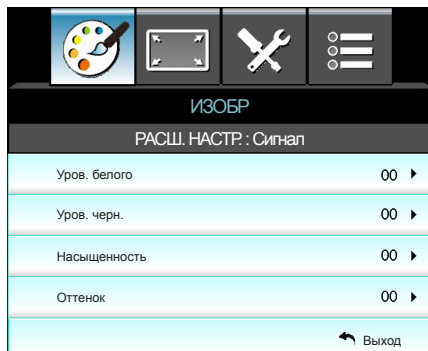 ИЗОБР
РАСШ. НАСТР. : Сигнал
Уров. белого 00
Уров. черн. 00
Насыщенность 00
Оттенок 00
Выход